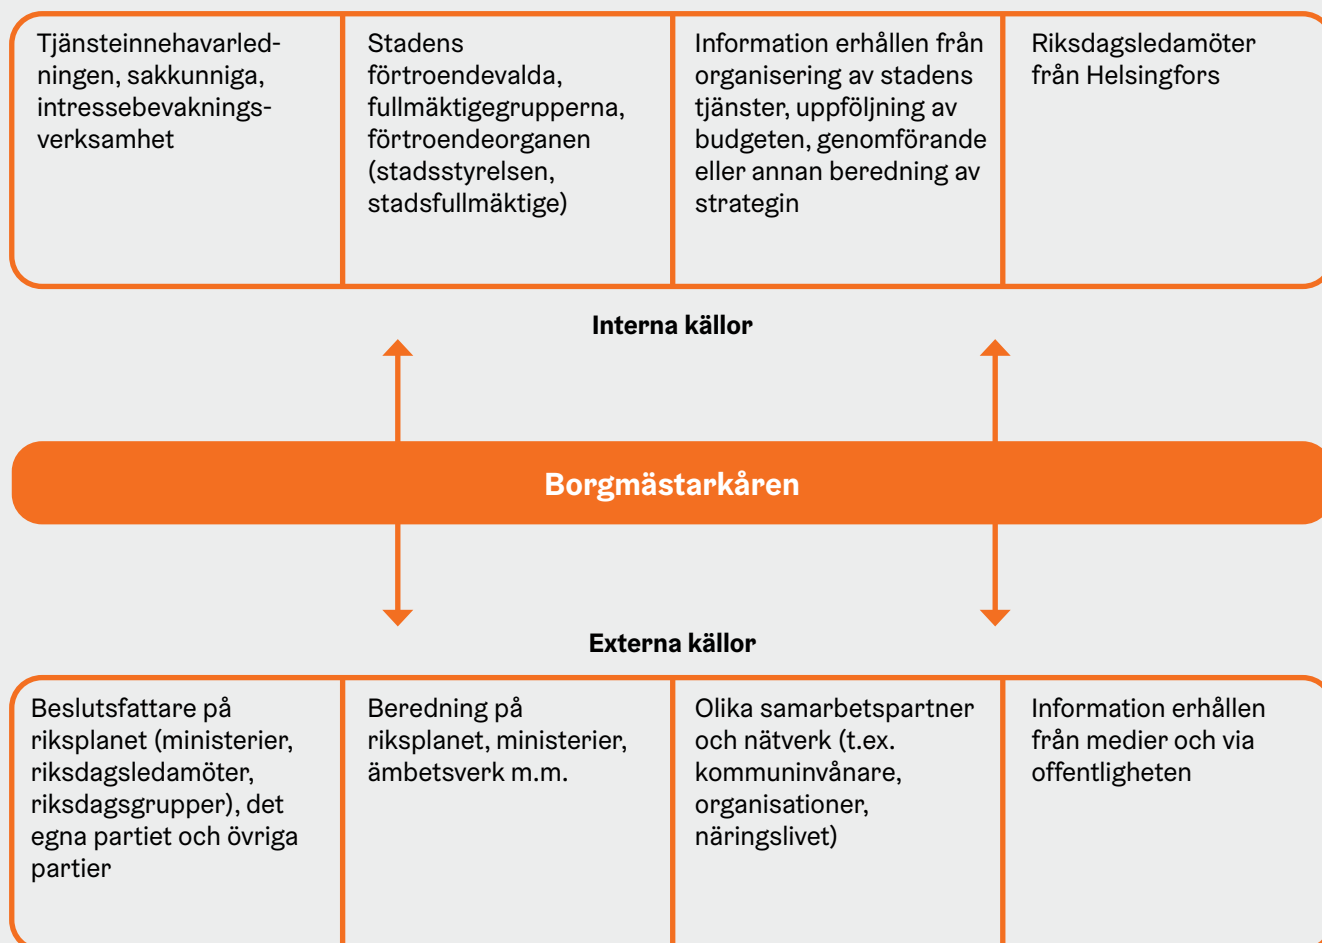 Tjänsteinnehavarled-
ningen, sakkunniga,
intressebevaknings-
verksamhet
Stadens
förtroendevalda,
fullmäktigegrupperna,
förtroendeorganen
(stadsstyrelsen,
stadsfullmäktige)
Information erhållen från
organisering av stadens
tjänster, uppföljning av
budgeten, genomförande
eller annan beredning av
strategin
Riksdagsledamöter
från Helsingfors
Interna källor
Borgmästarkåren
Externa källor
Beslutsfattare på
riksplanet (ministerier,
riksdagsledamöter,
riksdagsgrupper), det
egna partiet och övriga
partier
Beredning på
riksplanet, ministerier,
ämbetsverk m.m.
Olika samarbetspartner
och nätverk (t.ex.
kommuninvånare,
organisationer,
näringslivet)
Information erhållen
från medier och via
offentligheten